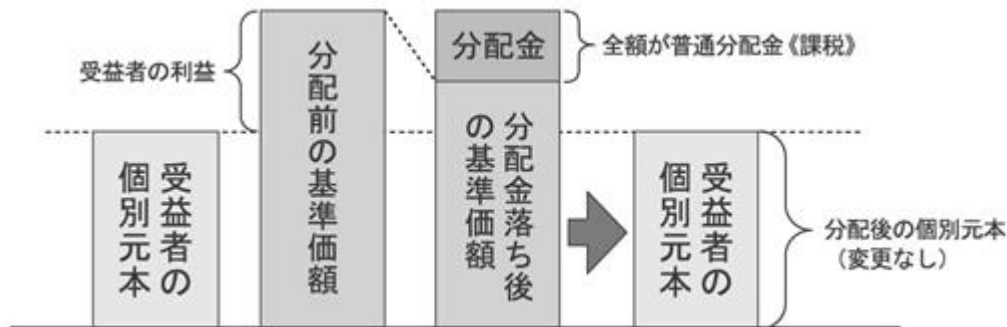 受益者の利益
受益者の
個別元本
分配前の基準価額
分配金
全額が普通分配金《課税》
分配金落ち後
の基準価額
受益者の
個別元本
分配後の個別元本
（変更なし）